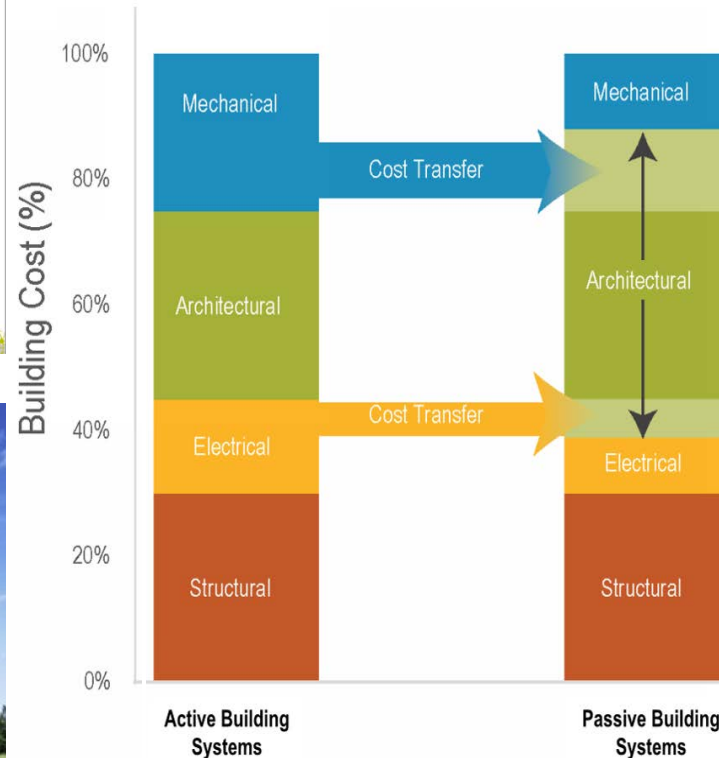 Building Cost (%)
100%
80%
60%
40%
20%
0%
Mechanical
Architectural
Electrical
Structural
Cost Transfer
Cost Transfer
Mechanical
Architectural
Electrical
Structural
Active Building
Systems
Passive Building
Systems